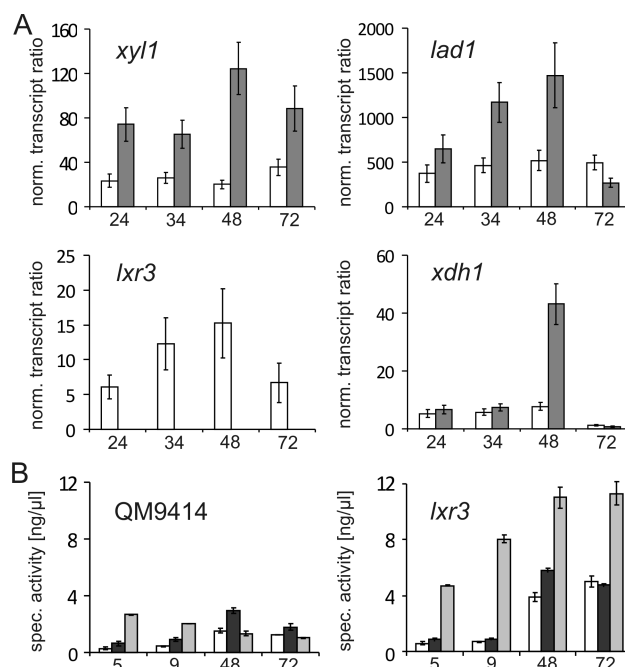 A
xyl1
norm. transcript ratio
160
120
80
40
0
24 34 48 72
lad1
norm. transcript ratio
2000
1500
1000
500
0
24 34 48 72
lxr3
norm. transcript ratio
25
20
15
10
5
0
24 34 48 72
xdh1
norm. transcript ratio
60
40
20
0
24 34 48 72
B
QM9414
spec. activity [ng/µl]
12
8
4
0
5 9 48 72
lxr3
spec. activity [ng/µl]
12
8
4
0
5 9 48 72